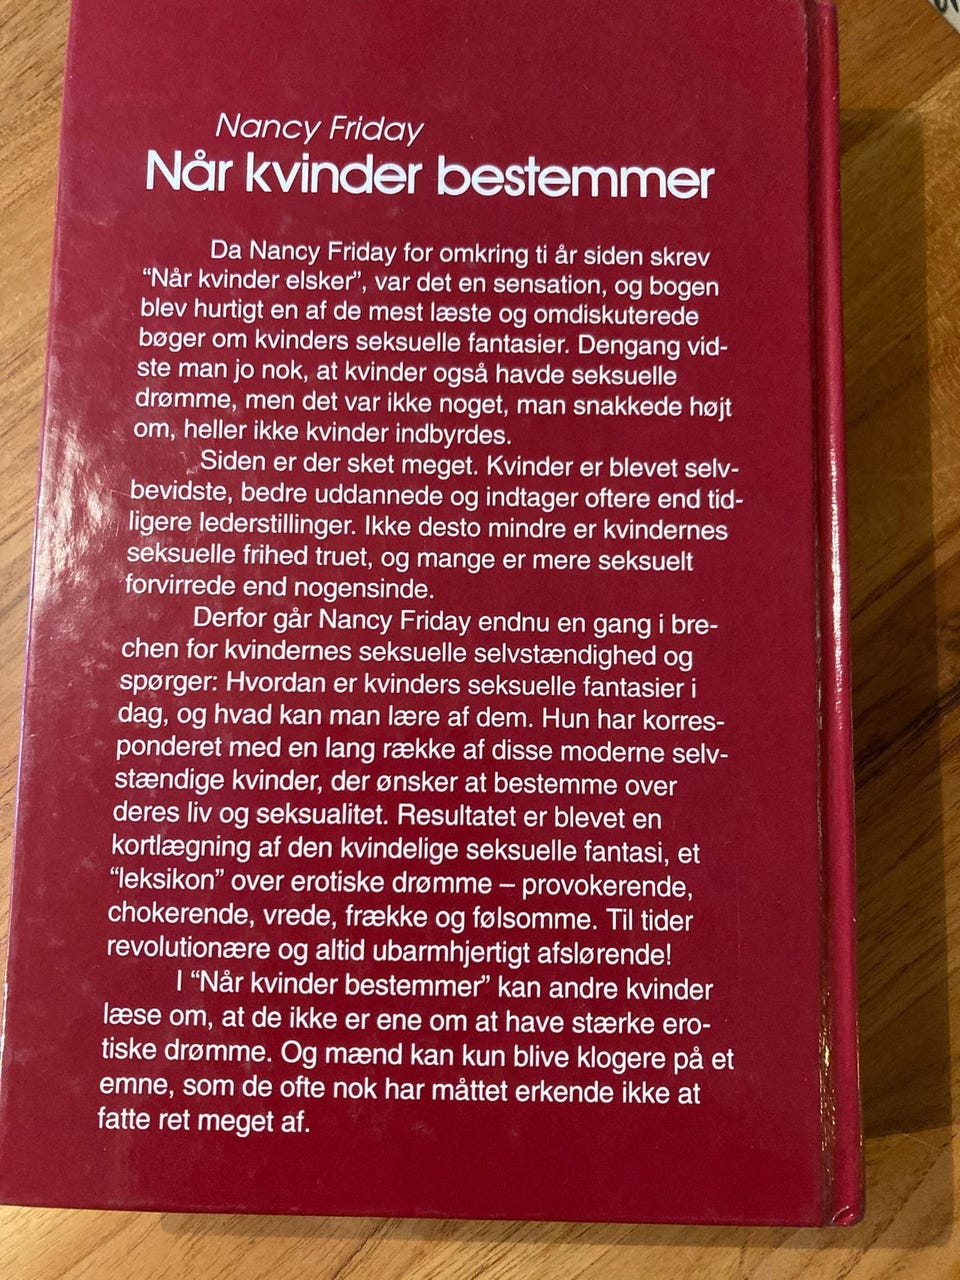 Nancy Friday
Når kvinder bestemmer
Da Nancy Friday for omkring ti år siden skrev
“Når kvinder elsker”, var det en sensation, og bogen
blev hurtigt en af de mest læste og omdiskuterede
bøger om kvinders seksuelle fantasier. Dengang vid-
ste man jo nok, at kvinder også havde seksuelle
drømme, men det var ikke noget, man snakkede højt
om, heller ikke kvinder indbyrdes.
Siden er der sket meget. Kvinder er blevet selv-
bevidste, bedre uddannede og indtager oftere end tid-
ligere lederstillinger. Ikke desto mindre er kvindernes
seksuelle frihed truet, og mange er mere seksuelt
forvirrede end nogensinde.
Derfor går Nancy Friday endnu en gang i bre-
chen for kvindernes seksuelle selvstændighed og
spørger: Hvordan er kvinders seksuelle fantasier i
dag, og hvad kan man lære af dem. Hun har korres-
ponderet med en lang række af disse moderne selv-
stændige kvinder, der ønsker at bestemme over
deres liv og seksualitet. Resultatet er blevet en
kortlægning af den kvindelige seksuelle fantasi, et
“leksikon” over erotiske drømme – provokerende,
chokerende, vrede, frække og følsomme. Til tider
revolutionære og altid ubarmhjertigt afslørende!
I “Når kvinder bestemmer” kan andre kvinder
læse om, at de ikke er ene om at have stærke ero-
tiske drømme. Og mænd kan kun blive klogere på et
emne, som de ofte nok har måttet erkende ikke at
fatte ret meget af.